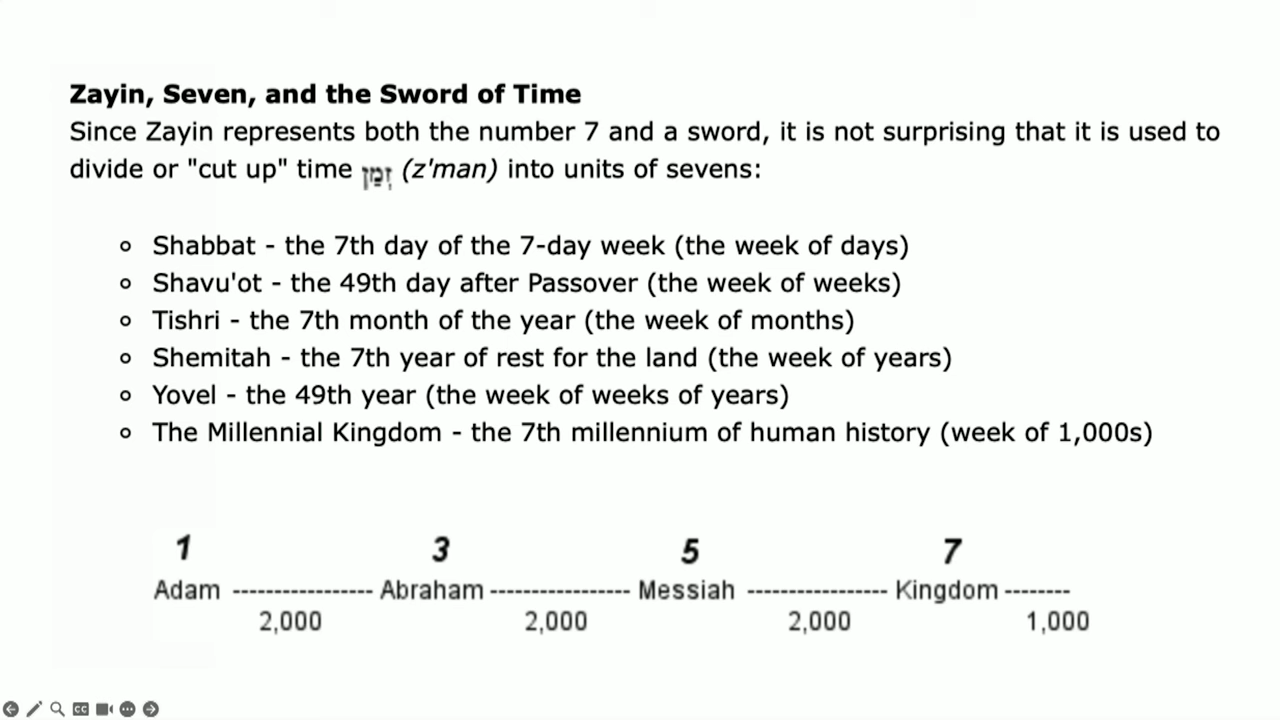 Zayin, Seven, and the Sword of Time
Since Zayin represents both the number 7 and a sword, it is not surprising that it is used to
divide or "cut up" time זְמַן (z'man) into units of sevens:
Shabbat - the 7th day of the 7-day week (the week of days)
Shavu'ot - the 49th day after Passover (the week of weeks)
Tishri - the 7th month of the year (the week of months)
Shemitah - the 7th year of rest for the land (the week of years)
Yovel - the 49th year (the week of weeks of years)
The Millennial Kingdom - the 7th millennium of human history (week of 1,000s)
1 3 5 7
Adam ---------------- Abraham ---------------- Messiah ---------------- Kingdom --------
2,000 2,000 2,000 1,000
CC